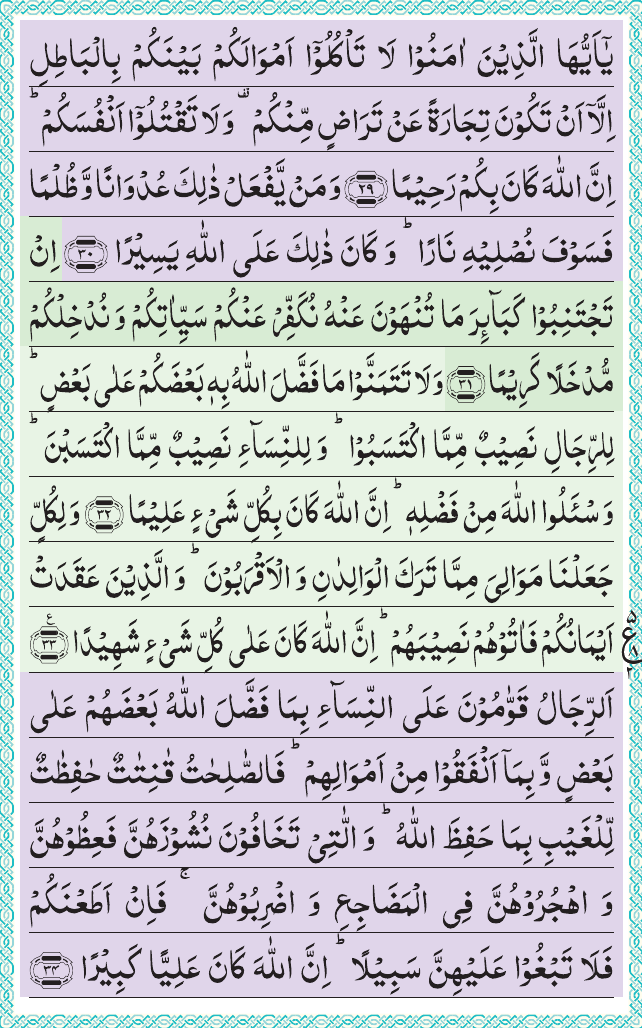 يٰۤاَيُّهَا الَّذِيْنَ اٰمَنُوْا لَا تَاْكُلُوْۤا اَمْوَالَكُمْ بَيْنَكُمْ بِالْبَاطِلِ
اِلَّاۤ اَنْ تَكُوْنَ تِجَارَةً عَنْ تَرَاضٍ مِّنْكُمْ ۫ وَ لَا تَقْتُلُوْۤا اَنْفُسَكُمْ ؕ
اِنَّ اللّٰهَ كَانَ بِكُمْ رَحِيْمًا ﴿۲۹﴾ وَ مَنْ يَّفْعَلْ ذٰلِكَ عُدْوَانًا وَّ ظُلْمًا
فَسَوْفَ نُصْلِيْهِ نَارًا ؕ وَ كَانَ ذٰلِكَ عَلَى اللّٰهِ يَسِيْرًا ﴿۳۰﴾ اِنْ
تَجْتَنِبُوْا كَبَآىِٕرَ مَا تُنْهَوْنَ عَنْهُ نُكَفِّرْ عَنْكُمْ سَيِّاٰتِكُمْ وَ نُدْخِلْكُمْ
مُّدْخَلًا كَرِيْمًا ﴿۳۱﴾ وَ لَا تَتَمَنَّوْا مَا فَضَّلَ اللّٰهُ بِهٖ بَعْضَكُمْ عَلٰى بَعْضٍ ؕ
لِلرِّجَالِ نَصِيْبٌ مِّمَّا اكْتَسَبُوْا ؕ وَ لِلنِّسَآءِ نَصِيْبٌ مِّمَّا اكْتَسَبْنَ ؕ
وَ سْـَٔلُوا اللّٰهَ مِنْ فَضْلِهٖ ؕ اِنَّ اللّٰهَ كَانَ بِكُلِّ شَیْءٍ عَلِيْمًا ﴿۳۲﴾ وَ لِكُلٍّ
جَعَلْنَا مَوَالِیَ مِمَّا تَرَكَ الْوَالِدٰنِ وَ الْاَقْرَبُوْنَ ؕ وَ الَّذِيْنَ عَقَدَتْ
اَيْمَانُكُمْ فَاٰتُوْهُمْ نَصِيْبَهُمْ ؕ اِنَّ اللّٰهَ كَانَ عَلٰى كُلِّ شَیْءٍ شَهِيْدًا ﴿۳۳﴾ ع
اَلرِّجَالُ قَوّٰمُوْنَ عَلَى النِّسَآءِ بِمَا فَضَّلَ اللّٰهُ بَعْضَهُمْ عَلٰى
بَعْضٍ وَّ بِمَاۤ اَنْفَقُوْا مِنْ اَمْوَالِهِمْ ؕ فَالصّٰلِحٰتُ قٰنِتٰتٌ حٰفِظٰتٌ
لِّلْغَيْبِ بِمَا حَفِظَ اللّٰهُ ؕ وَ الّٰتِیْ تَخَافُوْنَ نُشُوْزَهُنَّ فَعِظُوْهُنَّ
وَ اهْجُرُوْهُنَّ فِی الْمَضَاجِعِ وَ اضْرِبُوْهُنَّ ۚ فَاِنْ اَطَعْنَكُمْ
فَلَا تَبْغُوْا عَلَيْهِنَّ سَبِيْلًا ؕ اِنَّ اللّٰهَ كَانَ عَلِيًّا كَبِيْرًا ﴿۳۴﴾